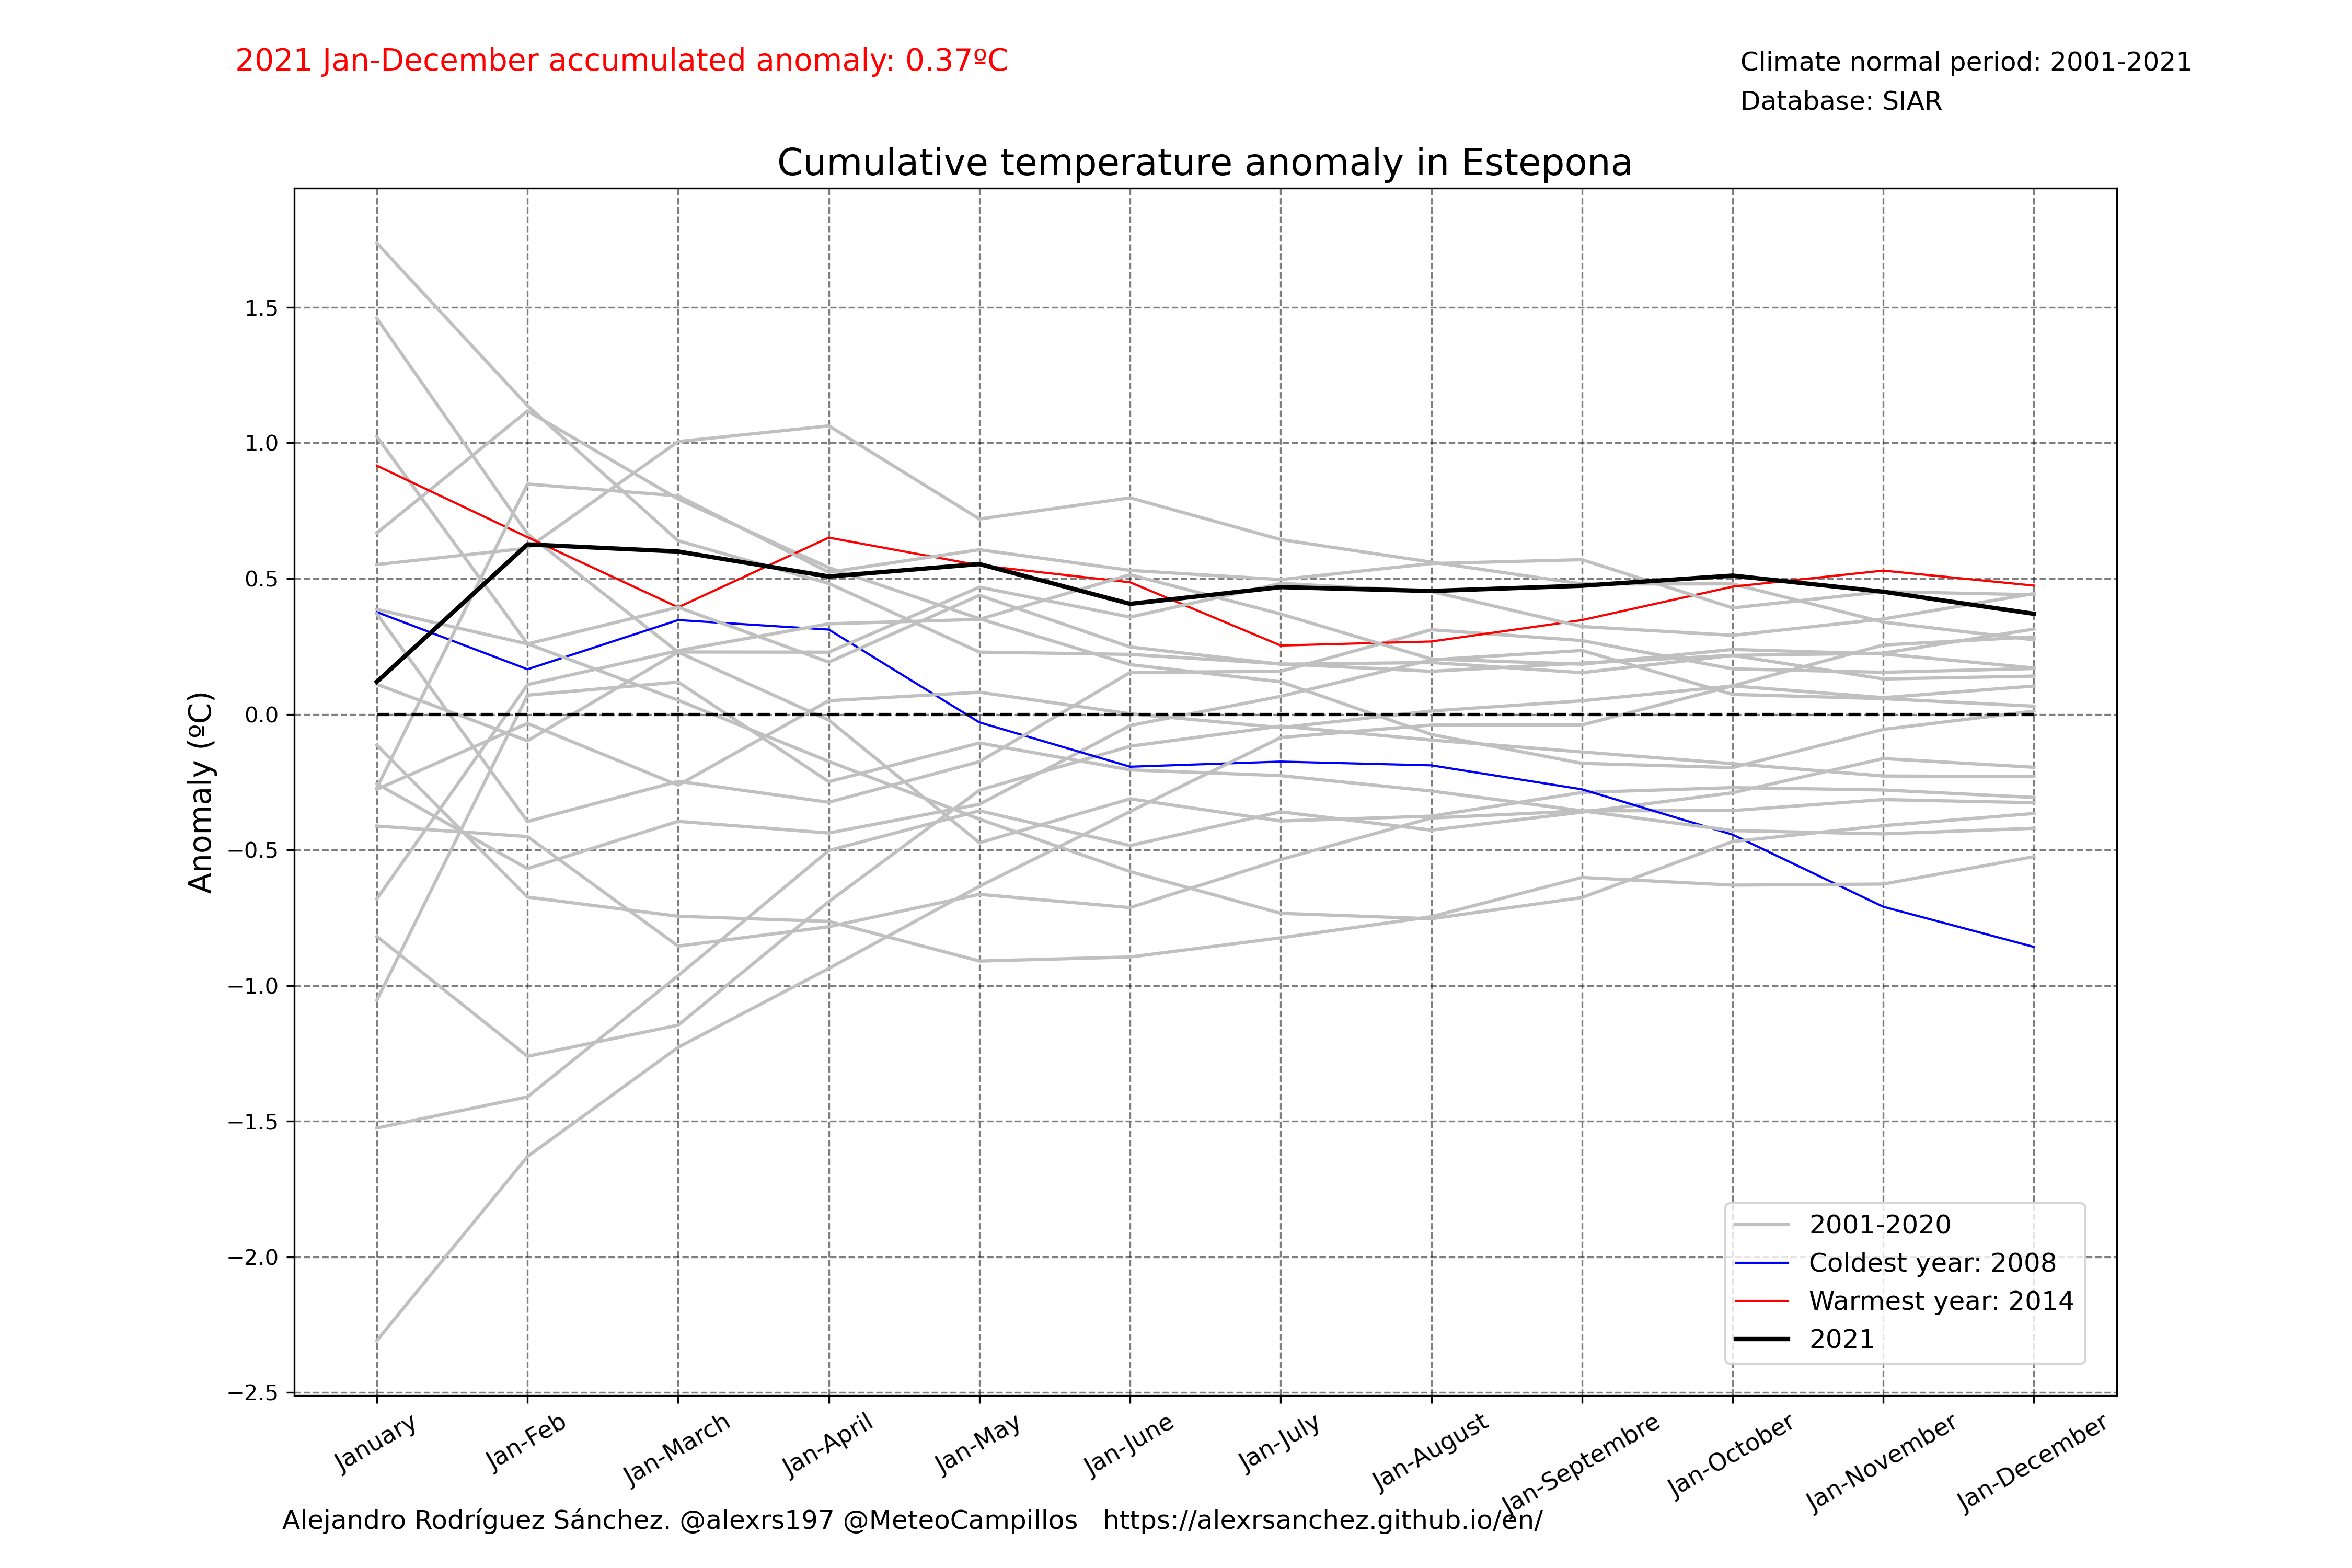 2021 Jan-December accumulated anomaly: 0.37ºC
Climate normal period: 2001-2021
Database: SIAR
Cumulative temperature anomaly in Estepona
Anomaly (ºC)
1.5
1.0
0.5
0.0
−0.5
−1.0
−1.5
−2.0
−2.5
2001-2020
Coldest year: 2008
Warmest year: 2014
2021
January
Jan-Feb
Jan-March
Jan-April
Jan-May
Jan-June
Jan-July
Jan-August
Jan-Septembre
Jan-October
Jan-November
Jan-December
Alejandro Rodríguez Sánchez. @alexrs197 @MeteoCampillos https://alexrsanchez.github.io/en/